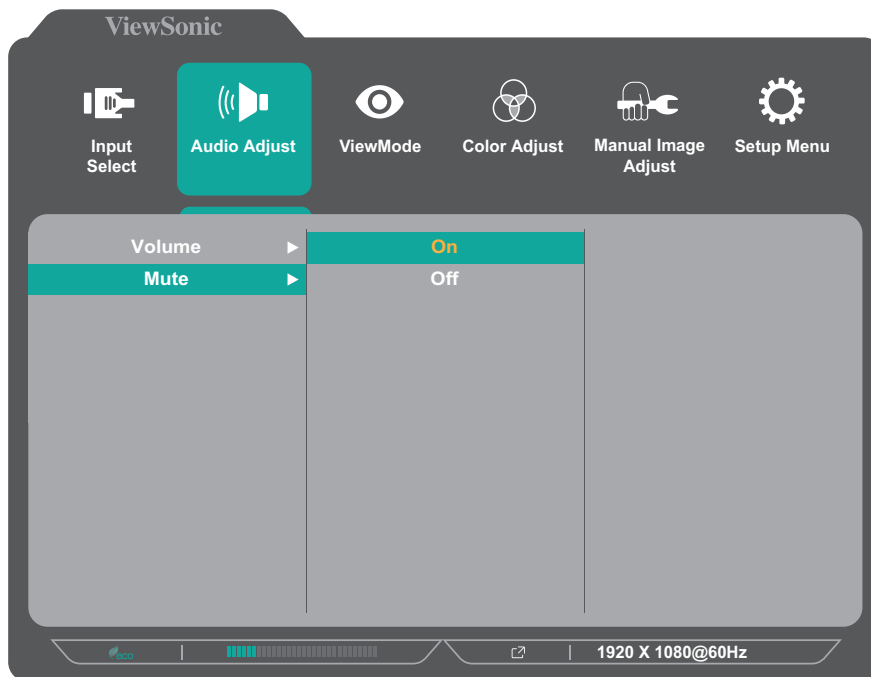 ViewSonic
Input
Select
Audio Adjust
ViewMode
Color Adjust
Manual Image
Adjust
Setup Menu
Volume
On
Mute
Off
eco
1920 X 1080@60Hz